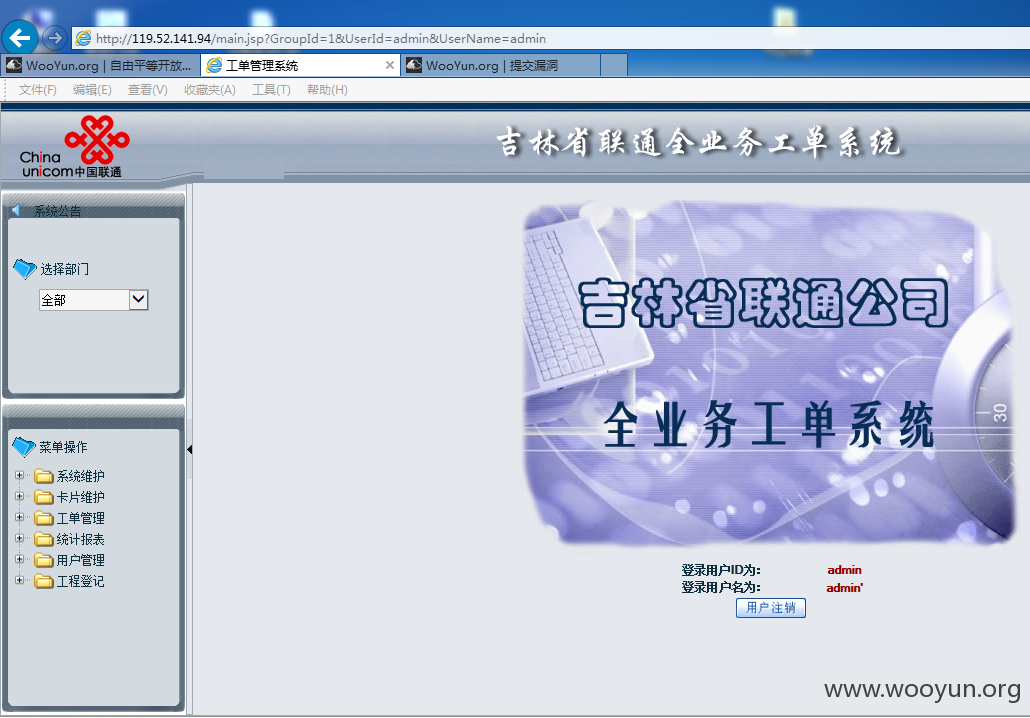 http://119.52.141.94/main.jsp?GroupId=1&UserId=admin&UserName=admin
WooYun.org | 自由平等开放...
工单管理系统
WooYun.org | 提交漏洞
文件(F) 编辑(E) 查看(V) 收藏夹(A) 工具(T) 帮助(H)
China
unicom中国联通
吉林省联通全业务工单系统
系统公告
选择部门
全部
菜单操作
系统维护
卡片维护
工单管理
统计报表
用户管理
工程登记
吉林省联通公司
全业务工单系统
30
登录用户ID为: admin
登录用户名为: admin'
用户注销
www.wooyun.org